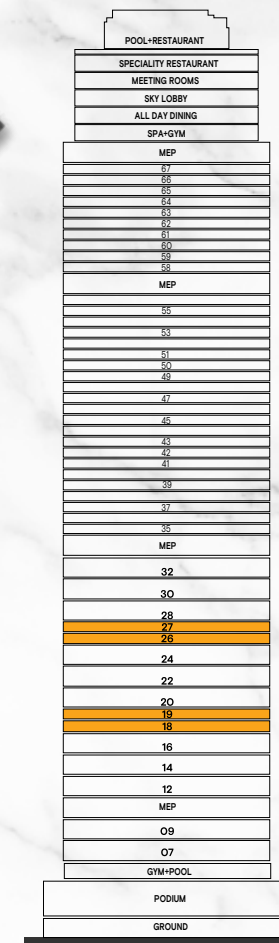 POOL+RESTAURANT
SPECIALITY RESTAURANT
MEETING ROOMS
SKY LOBBY
ALL DAY DINING
SPA+GYM
MEP
67
66
65
64
63
62
61
60
59
58
MEP
55
53
51
50
49
47
45
43
42
41
39
37
35
MEP
32
30
28
27
26
24
22
20
19
18
16
14
12
MEP
09
07
GYM+POOL
PODIUM
GROUND